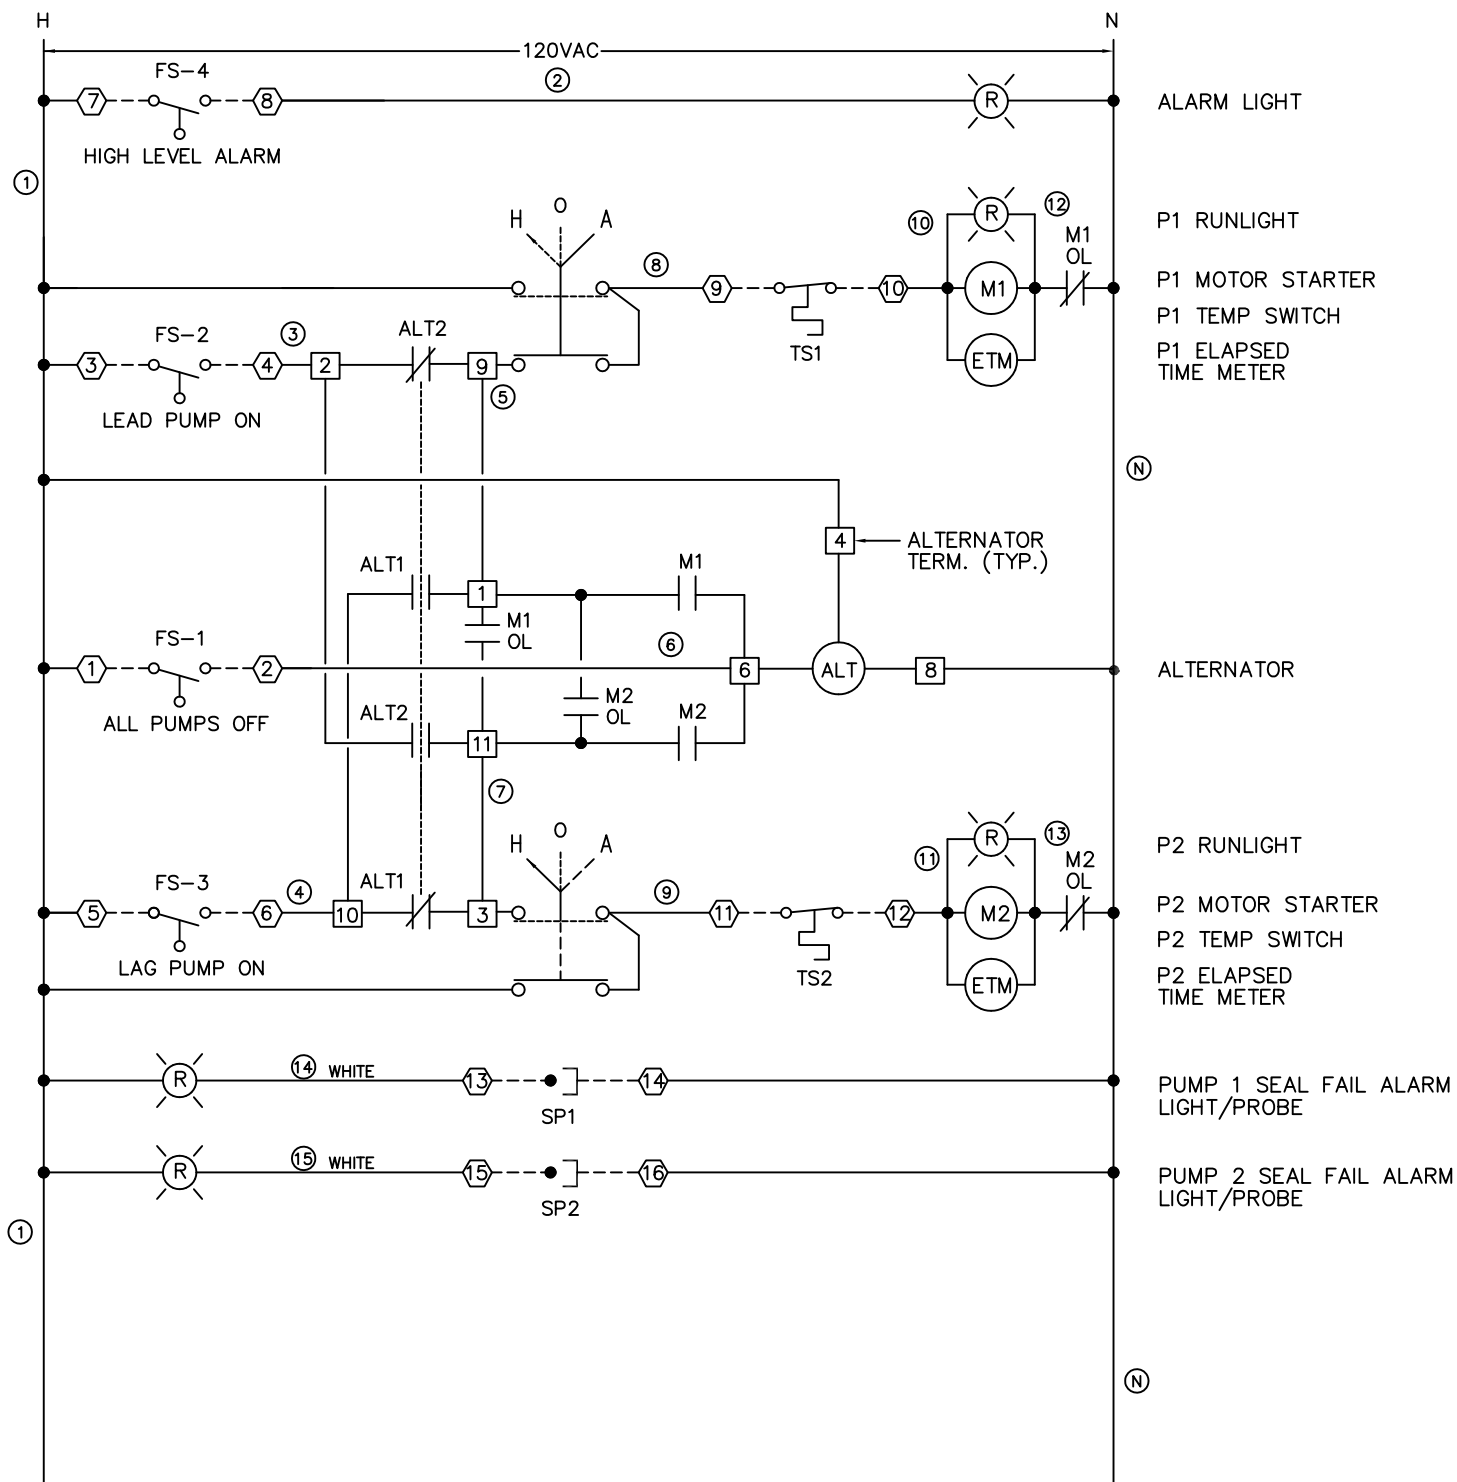 H N
120VAC
FS-4 2
7 8 R ALARM LIGHT
HIGH LEVEL ALARM
1
H O A
R 12 P1 RUNLIGHT
10
M1
OL
8
9 10 M1 P1 MOTOR STARTER
P1 TEMP SWITCH
TS1
FS-2 3 ALT2
3 4 2 9 ETM P1 ELAPSED
TIME METER
5
LEAD PUMP ON
N
4 ALTERNATOR
TERM. (TYP.)
ALT1 M1
1
M1
OL
FS-1 6
1 2 6 ALT 8 ALTERNATOR
M2
OL
ALL PUMPS OFF ALT2 M2
11
7
H O A
R 13 P2 RUNLIGHT
11
M2
OL
FS-3 4 ALT1 9
5 6 10 3 11 12 M2 P2 MOTOR STARTER
P2 TEMP SWITCH
LAG PUMP ON TS2
ETM P2 ELAPSED
TIME METER
14 WHITE
R 13 14 PUMP 1 SEAL FAIL ALARM
LIGHT/PROBE
SP1
15 WHITE
R 15 16 PUMP 2 SEAL FAIL ALARM
LIGHT/PROBE
SP2
1
N